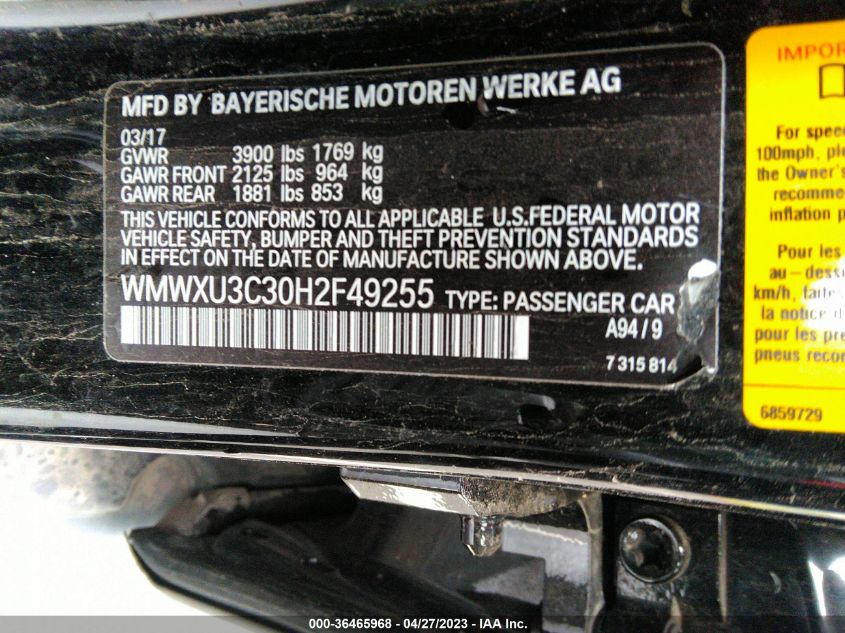 MFD BY BAYERISCHE MOTOREN WERKE AG
03/17
GVWR 3900 lbs 1769 kg
GAWR FRONT 2125 lbs 964 kg
GAWR REAR 1881 lbs 853 kg
THIS VEHICLE CONFORMS TO ALL APPLICABLE U.S.FEDERAL MOTOR
VEHICLE SAFETY, BUMPER AND THEFT PREVENTION STANDARDS
IN EFFECT ON THE DATE OF MANUFACTURE SHOWN ABOVE.
WMWXU3C30H2F49255 TYPE: PASSENGER CAR
A94/9
7 315 814
IMPOR
For spee
100mph, ple
the Owner's
recomme
inflation p
Pour les
au-dess
km/h, faite
la notice d
pour les pre
pneus recon
6859729
000-36465968 / 04/27/2023 - IAA Inc.